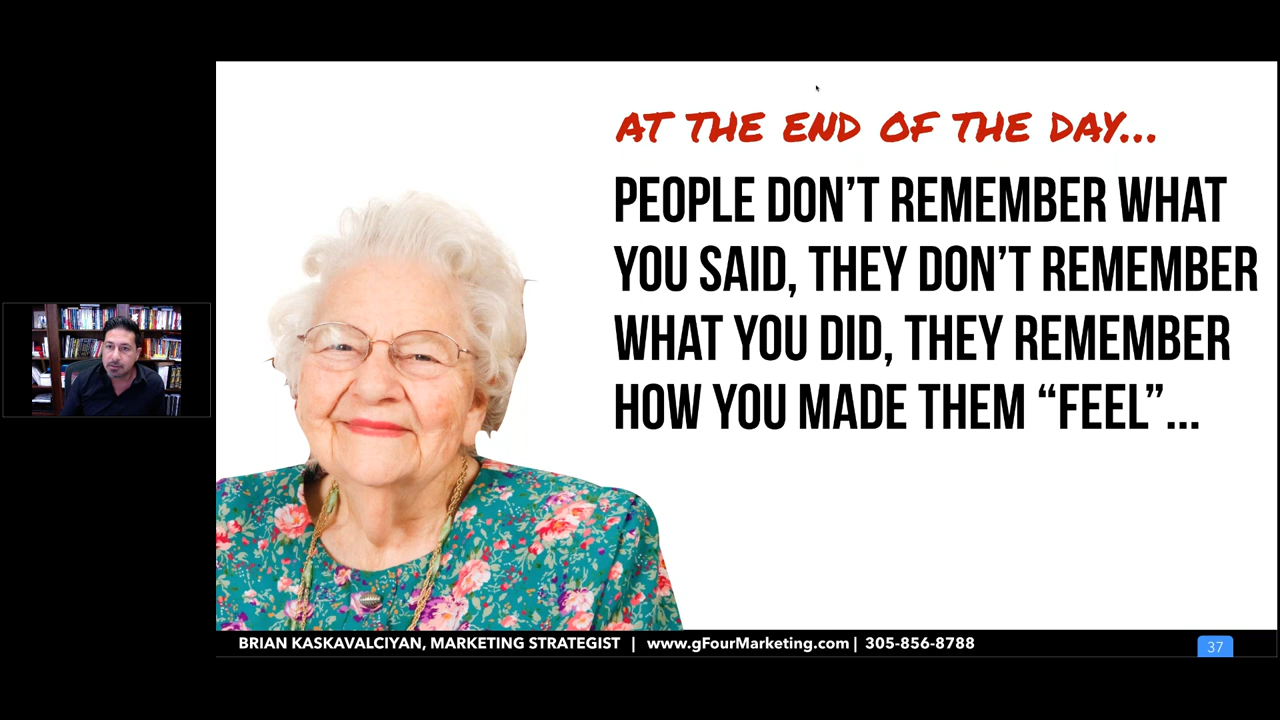 AT THE END OF THE DAY...
PEOPLE DON'T REMEMBER WHAT
YOU SAID, THEY DON'T REMEMBER
WHAT YOU DID, THEY REMEMBER
HOW YOU MADE THEM “FEEL”...
BRIAN KASKAVALCIYAN, MARKETING STRATEGIST | www.gFourMarketing.com | 305-856-8788
37